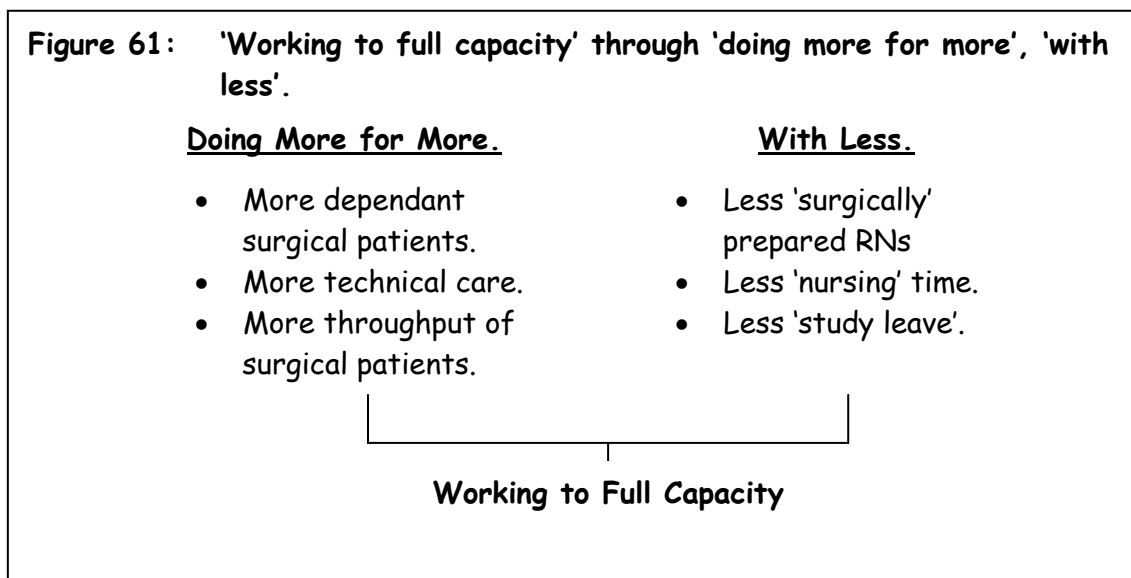 Figure 61: ‘Working to full capacity’ through ‘doing more for more’, ‘with
less’.
Doing More for More.
• More dependant
surgical patients.
• More technical care.
• More throughput of
surgical patients.
With Less.
• Less ‘surgically’
prepared RNs
• Less ‘nursing’ time.
• Less ‘study leave’.
Working to Full Capacity